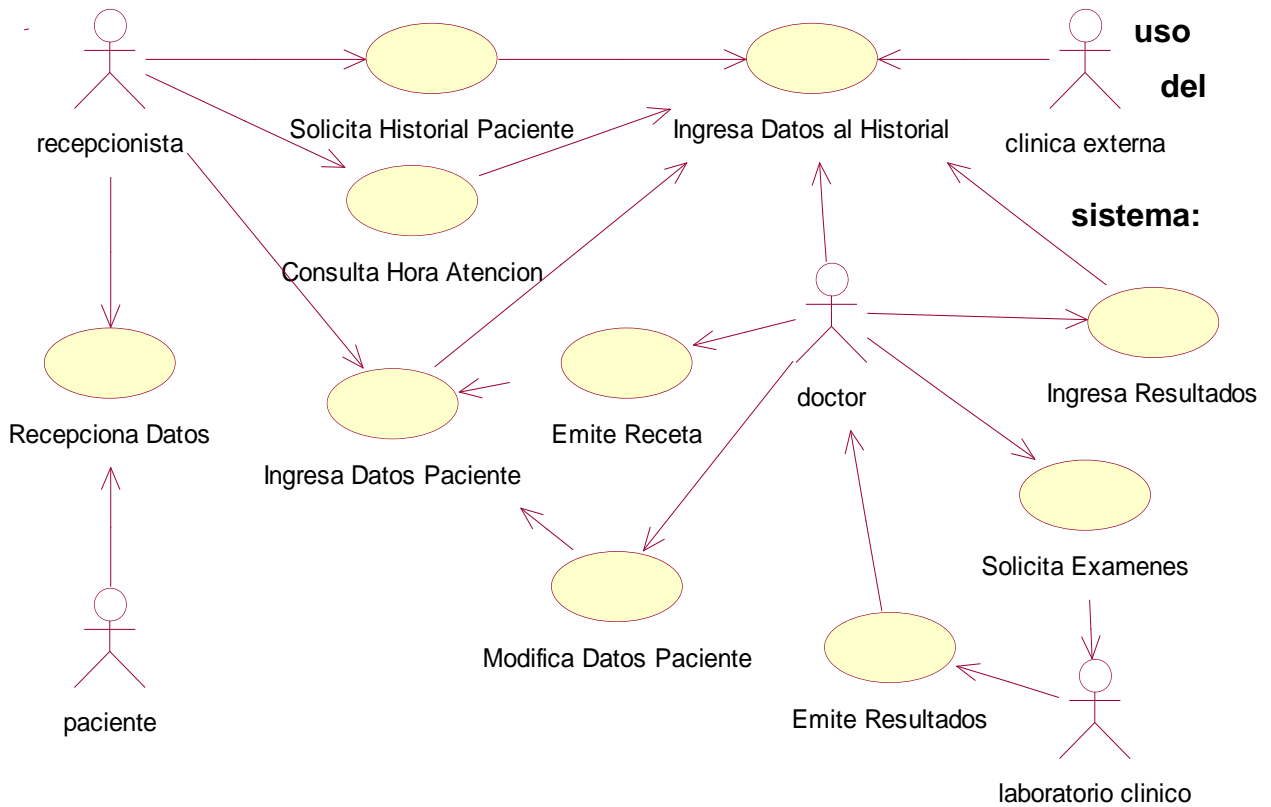 uso
del
recepcionista
Solicita Historial Paciente
Ingresa Datos al Historial
clinica externa
sistema:
Consulta Hora Atencion
Ingresa Resultados
doctor
Recepciona Datos
Emite Receta
Ingresa Datos Paciente
Solicita Examenes
Modifica Datos Paciente
paciente
Emite Resultados
laboratorio clinico